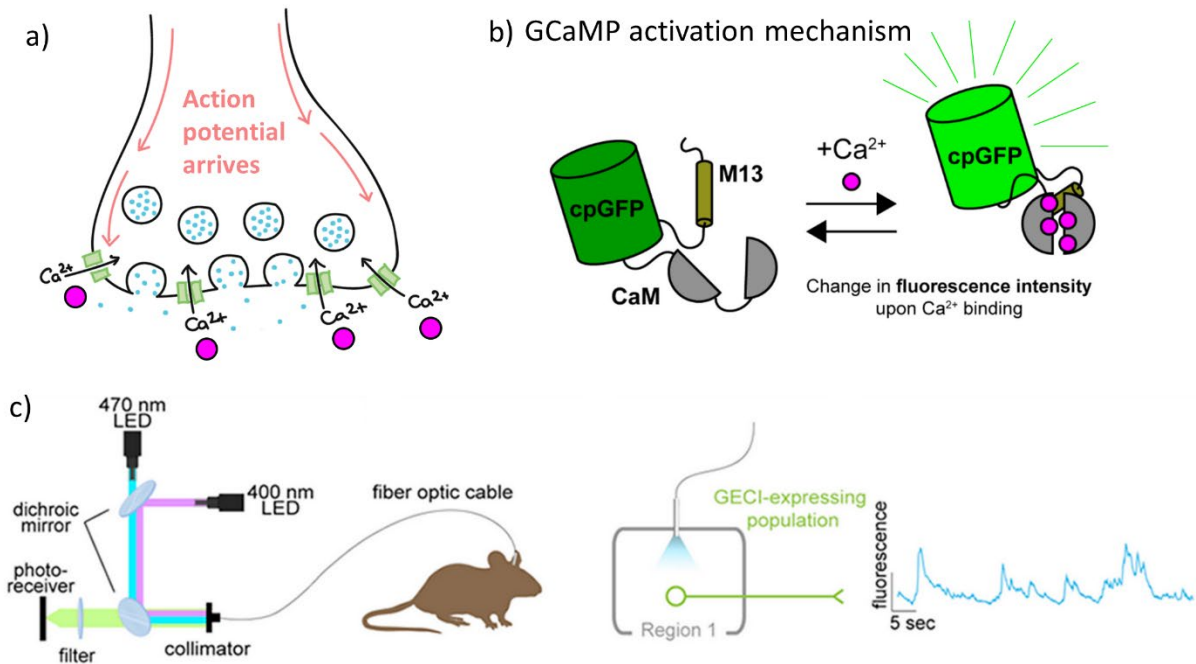 a)
Action
potential
arrives
Ca²⁺
Ca²⁺
Ca²⁺
Ca²⁺
b) GCaMP activation mechanism
cpGFP
M13
CaM
+Ca²⁺
cpGFP
Change in fluorescence intensity
upon Ca²⁺ binding
c)
470 nm
LED
400 nm
LED
dichroic
mirror
photo-
receiver
filter
collimator
fiber optic cable
GECI-expressing
population
Region 1
fluorescence
5 sec